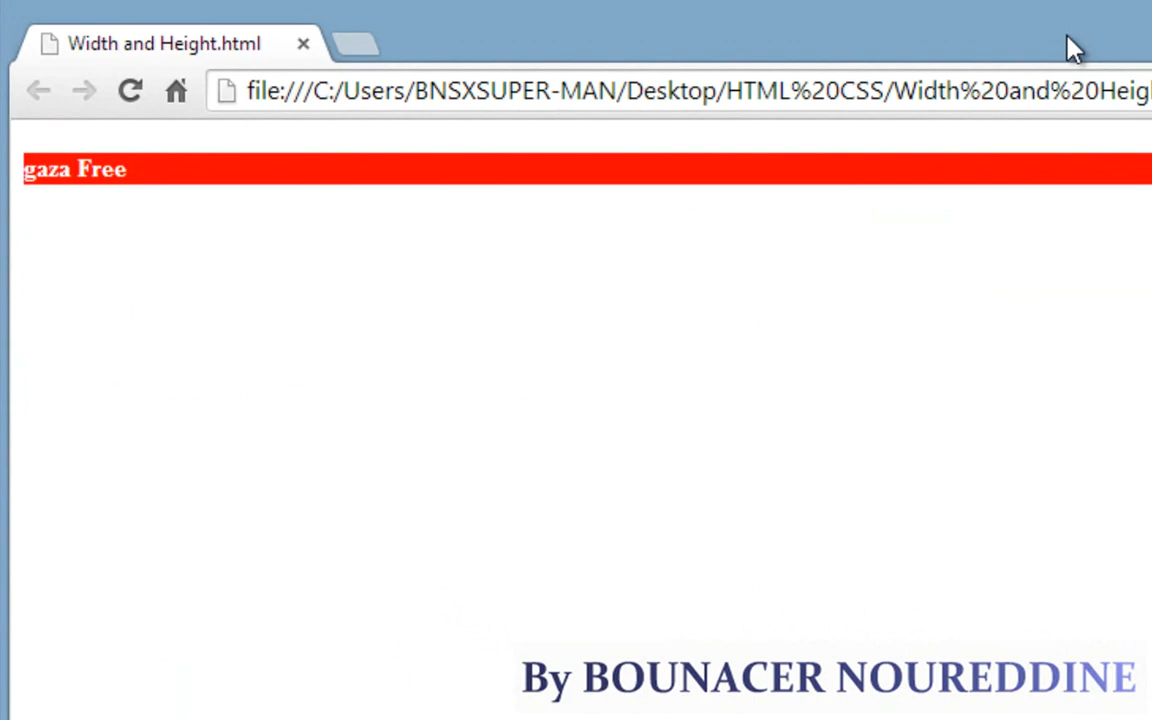 Width and Height.html
file:///C:/Users/BNSXSUPER-MAN/Desktop/HTML%20CSS/Width%20and%20Heig
gaza Free
By BOUNACER NOUREDDINE